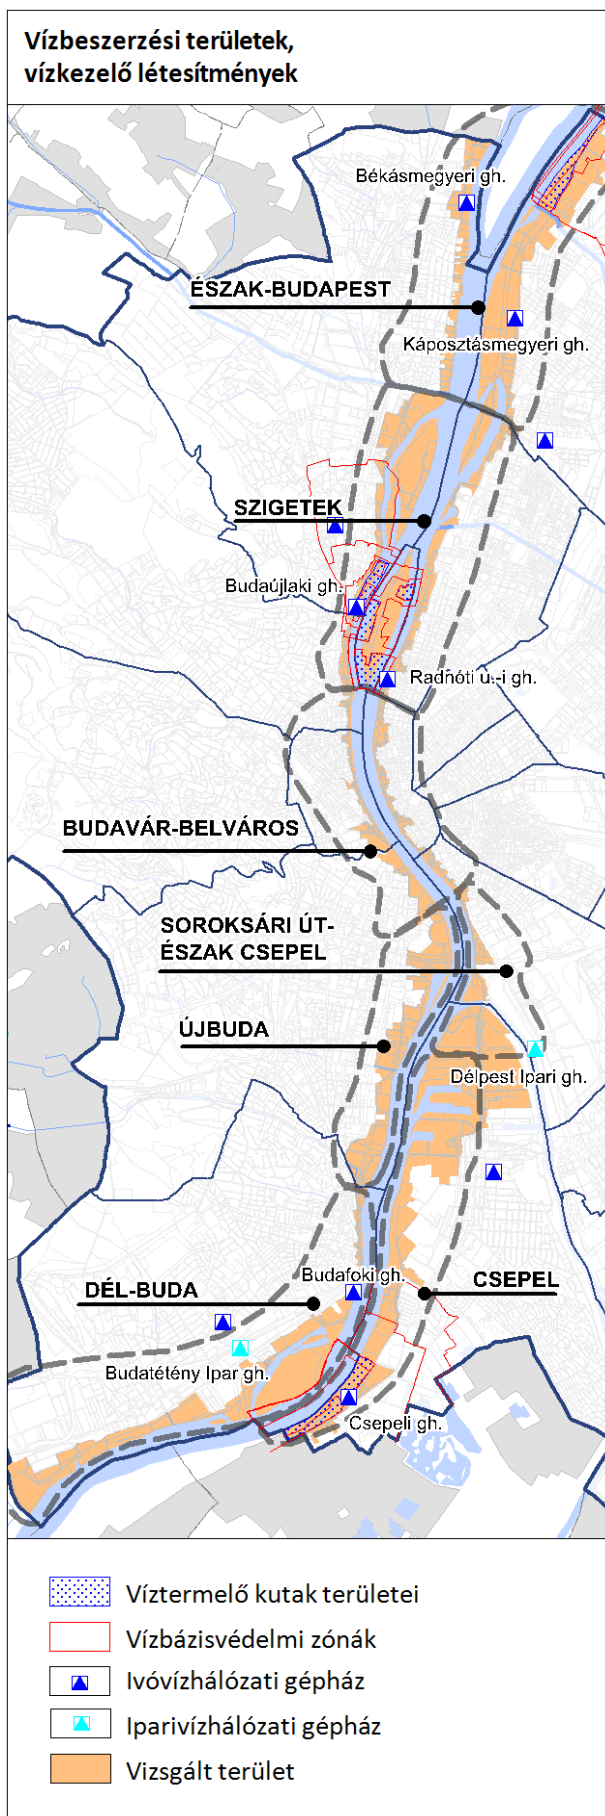 Vízbeszerzési területek,
vízkezelő létesítmények
Békásmegyeri gh.
ÉSZAK-BUDAPEST
Káposztásmegyeri gh.
SZIGETEK
Budaújlaki gh.
Radnóti u.-i gh.
BUDAVÁR-BELVÁROS
SOROKSÁRI ÚT-
ÉSZAK CSEPEL
ÚJBUDA
Délpest Ipari gh.
Budafoki gh.
CSEPEL
DÉL-BUDA
Budatétény Ipar gh.
Csepeli gh.
Víztermelő kutak területei
Vízbázisvédelmi zónák
Ivóvízhálózati gépház
Iparivízhálózati gépház
Vizsgált terület